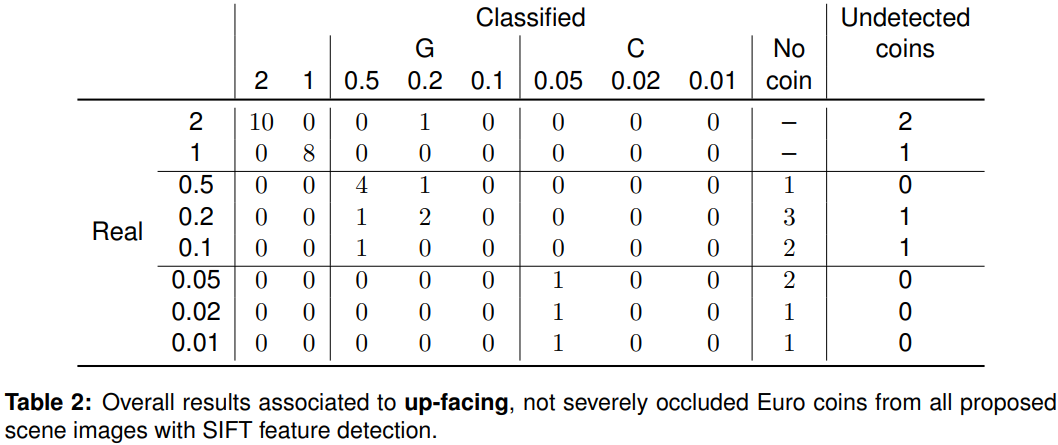 Classified Undetected
G C No coins
2 1 0.5 0.2 0.1 0.05 0.02 0.01 coin
2 10 0 0 1 0 0 0 0 – 2
1 0 8 0 0 0 0 0 0 – 1
0.5 0 0 4 1 0 0 0 0 1 0
0.2 0 0 1 2 0 0 0 0 3 1
Real
0.1 0 0 1 0 0 0 0 2 1
0.05 0 0 0 0 0 1 0 0 2 0
0.02 0 0 0 0 0 1 0 0 1 0
0.01 0 0 0 0 0 1 0 0 1 0
Table 2: Overall results associated to up-facing, not severely occluded Euro coins from all proposed
scene images with SIFT feature detection.